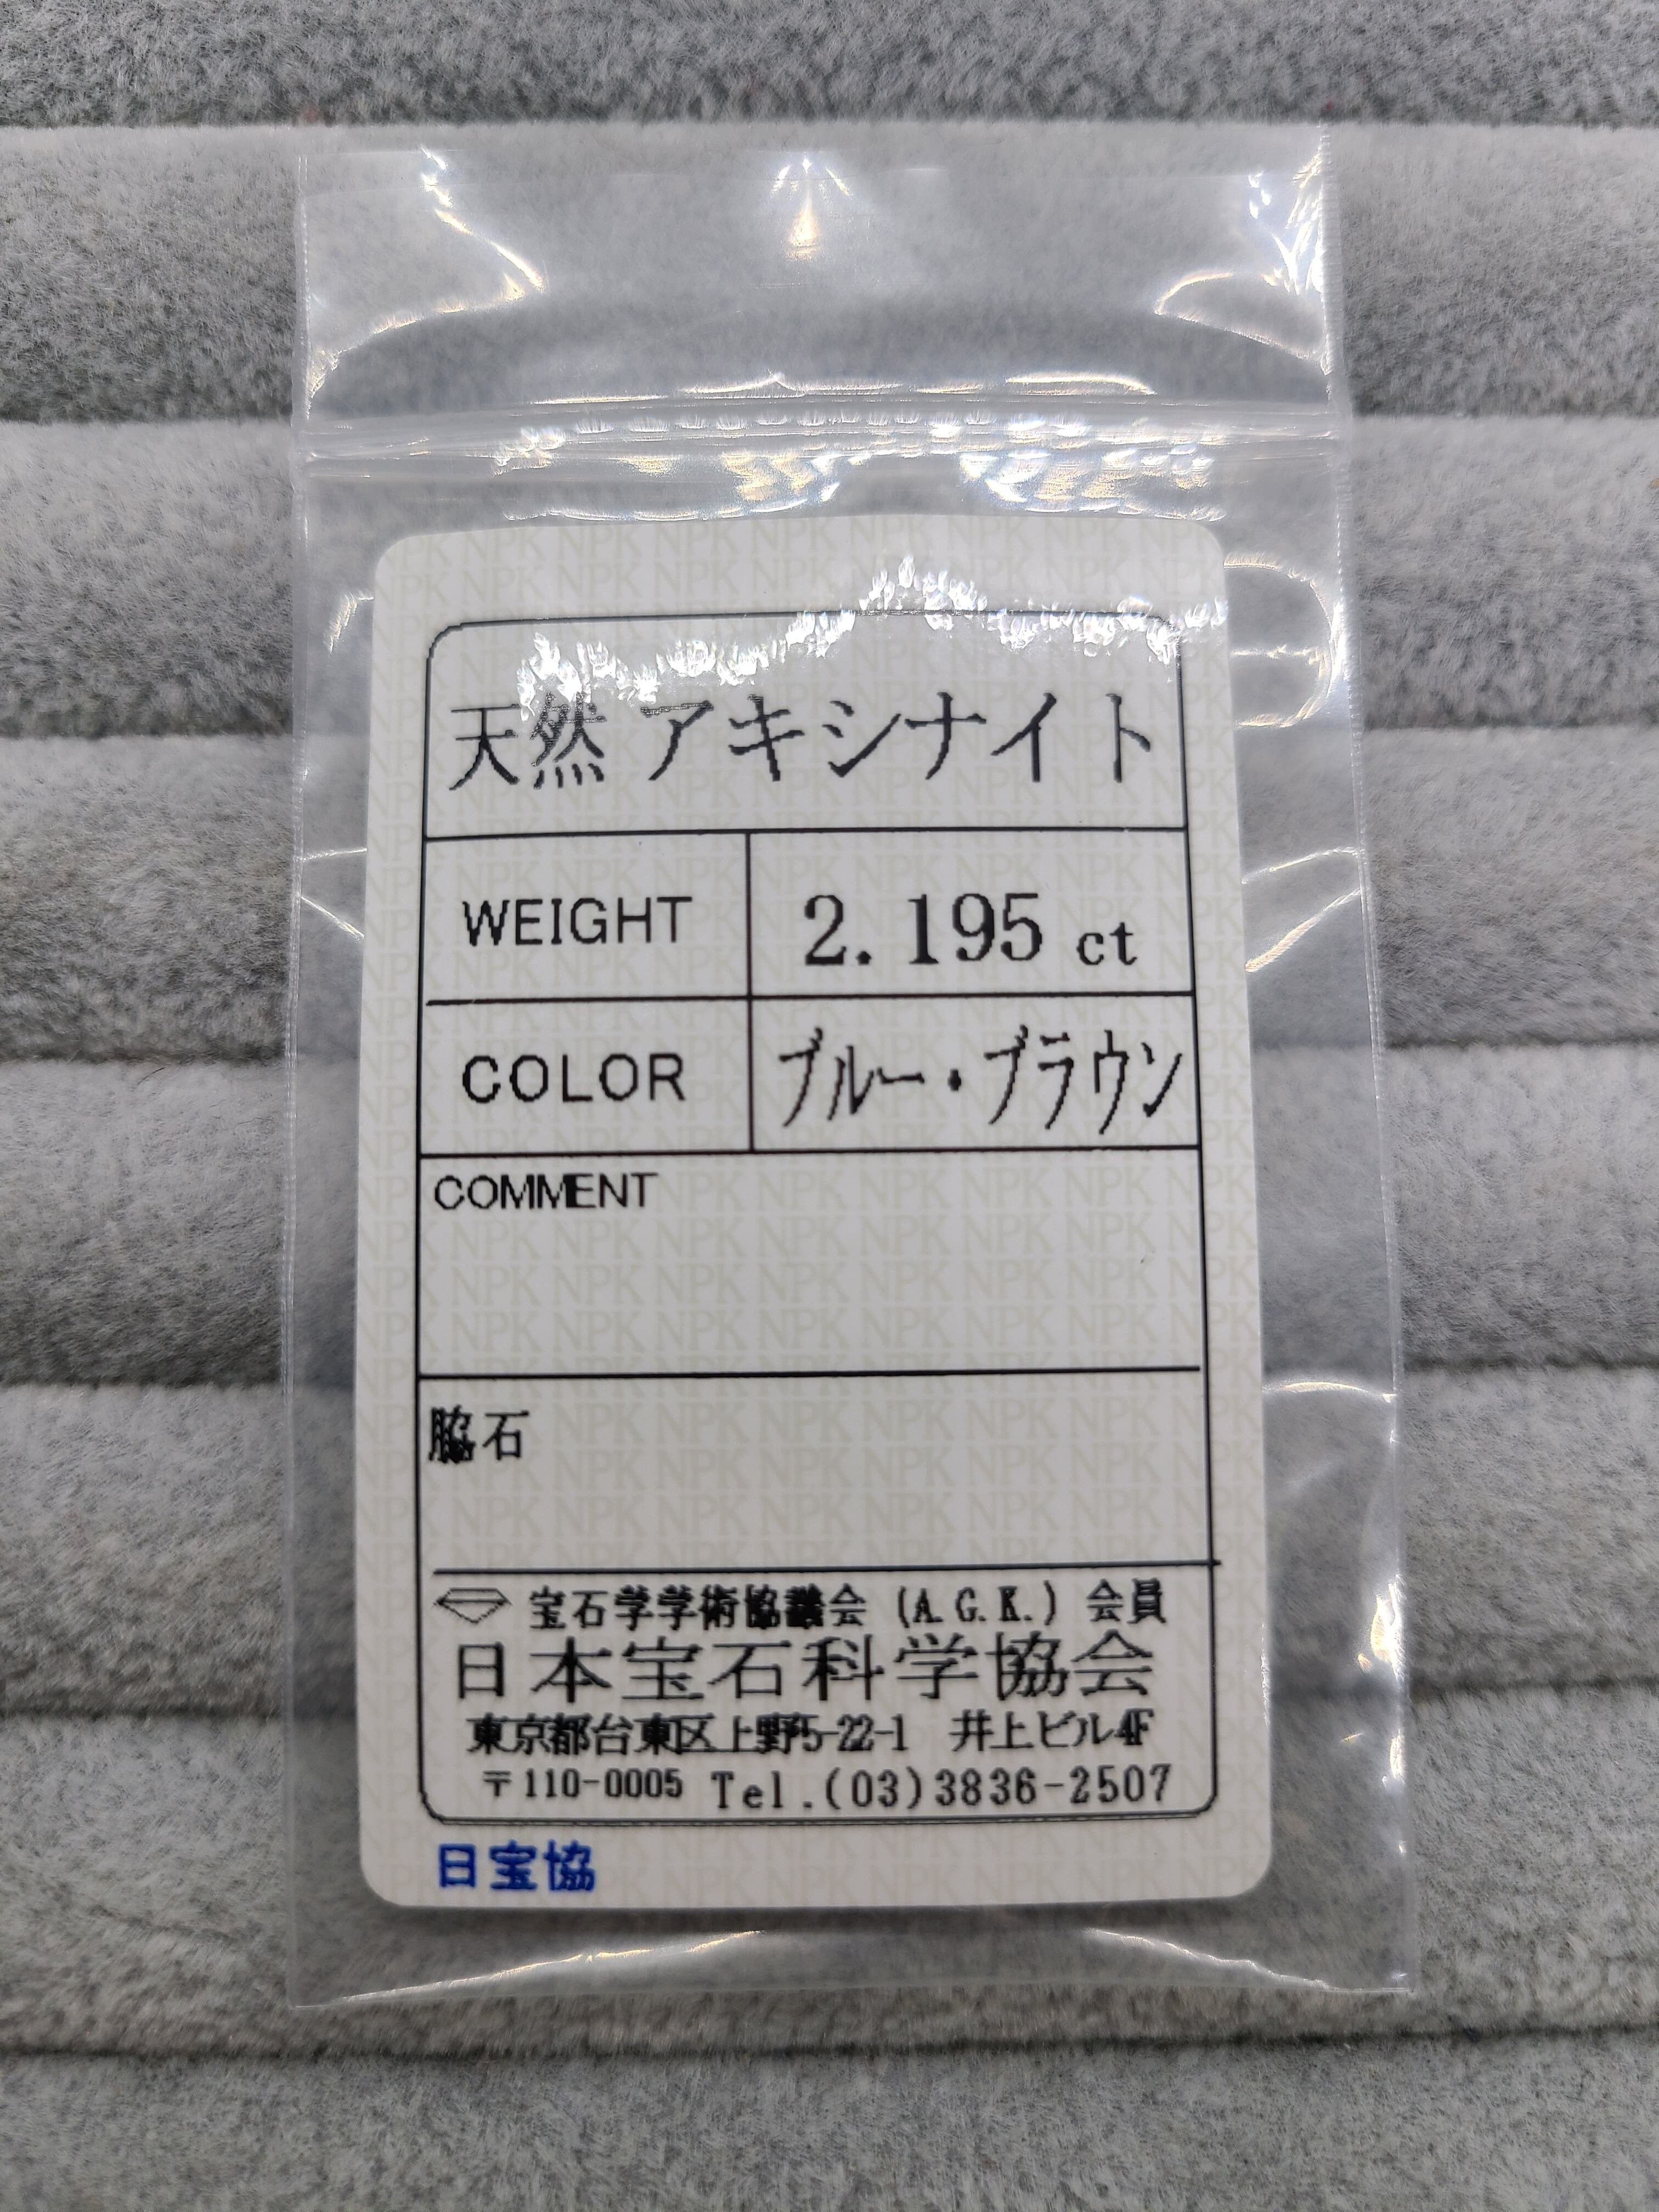 天然 アキシナイト
WEIGHT 2.195 ct
COLOR ブルー・ブラウン
COMMENT
脇石
宝石学学術協議会 (A.G.K.) 会員
日本宝石科学協会
東京都台東区上野5-22-1 井上ビル4F
〒110-0005 Tel.(03)3836-2507
日宝協